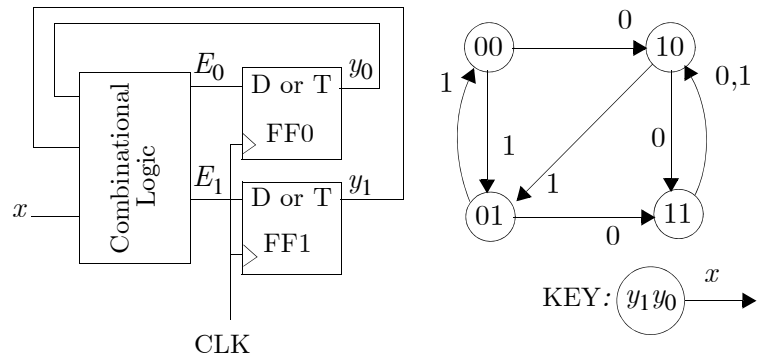 E0
D or T
y0
FF0
Combinational
Logic
E1
D or T
y1
FF1
x
CLK
00
0
10
1
1
1
0
0,1
01
0
11
KEY:
y1y0
x